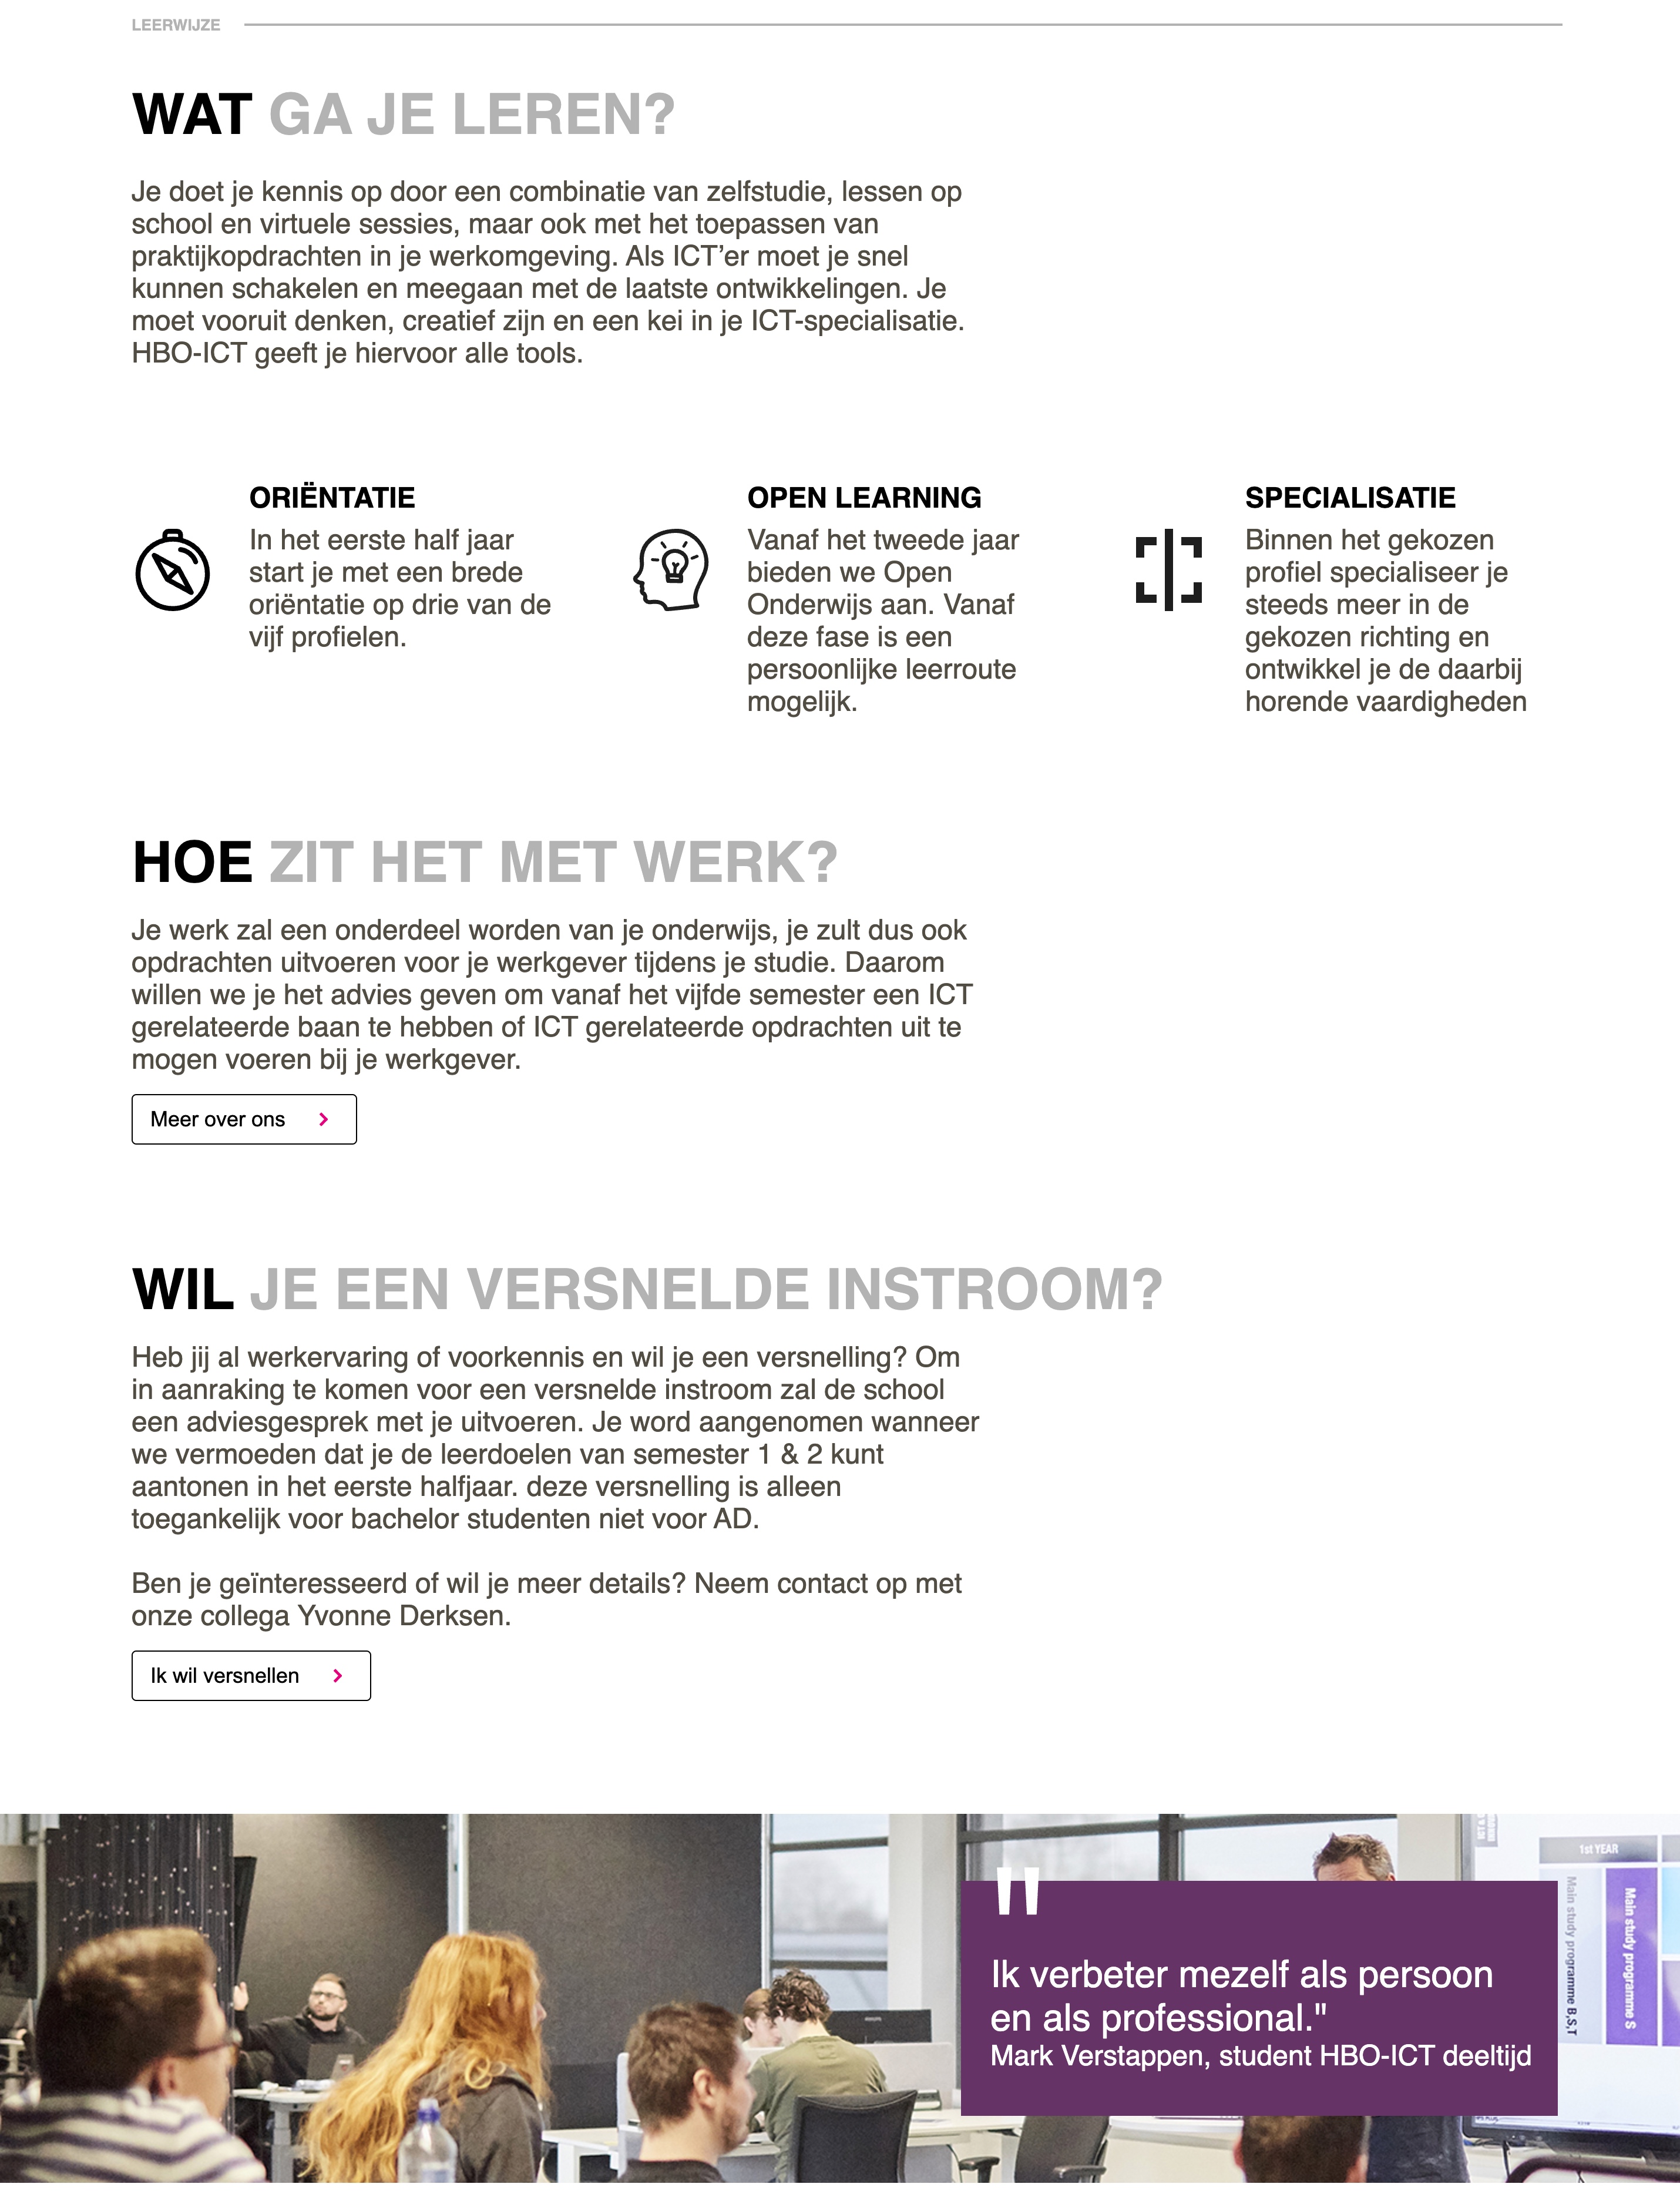 LEERWIJZE
WAT GA JE LEREN?
Je doet je kennis op door een combinatie van zelfstudie, lessen op
school en virtuele sessies, maar ook met het toepassen van
praktijkopdrachten in je werkomgeving. Als ICT’er moet je snel
kunnen schakelen en meegaan met de laatste ontwikkelingen. Je
moet vooruit denken, creatief zijn en een kei in je ICT-specialisatie.
HBO-ICT geeft je hiervoor alle tools.
ORIËNTATIE
In het eerste half jaar
start je met een brede
oriëntatie op drie van de
vijf profielen.
OPEN LEARNING
Vanaf het tweede jaar
bieden we Open
Onderwijs aan. Vanaf
deze fase is een
persoonlijke leerroute
mogelijk.
SPECIALISATIE
Binnen het gekozen
profiel specialiseer je
steeds meer in de
gekozen richting en
ontwikkel je de daarbij
horende vaardigheden
HOE ZIT HET MET WERK?
Je werk zal een onderdeel worden van je onderwijs, je zult dus ook
opdrachten uitvoeren voor je werkgever tijdens je studie. Daarom
willen we je het advies geven om vanaf het vijfde semester een ICT
gerelateerde baan te hebben of ICT gerelateerde opdrachten uit te
mogen voeren bij je werkgever.
Meer over ons
WIL JE EEN VERSNELDE INSTROOM?
Heb jij al werkervaring of voorkennis en wil je een versnelling? Om
in aanraking te komen voor een versnelde instroom zal de school
een adviesgesprek met je uitvoeren. Je word aangenomen wanneer
we vermoeden dat je de leerdoelen van semester 1 & 2 kunt
aantonen in het eerste halfjaar. deze versnelling is alleen
toegankelijk voor bachelor studenten niet voor AD.
Ben je geïnteresseerd of wil je meer details? Neem contact op met
onze collega Yvonne Derksen.
Ik wil versnellen
"
Ik verbeter mezelf als persoon
en als professional."
Mark Verstappen, student HBO-ICT deeltijd
1st YEAR
Main study programme B,S,T
Main study programme S